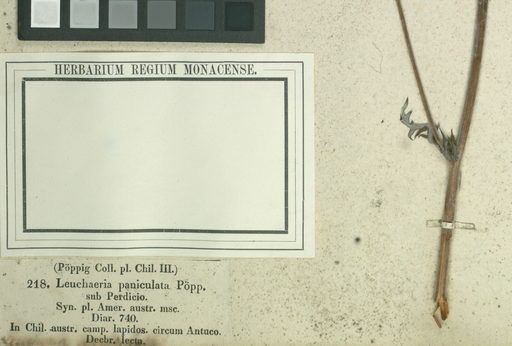 HERBARIUM REGIUM MONACENSE.
(Pöppig Coll. pl. Chil. III.)
218. Leuchaeria paniculata Pöpp.
sub Perdicio.
Syn. pl. Amer. austr. msc.
Diar. 740.
In Chil. austr. camp. lapidos. circum Antuco.
Decbr. lecta.